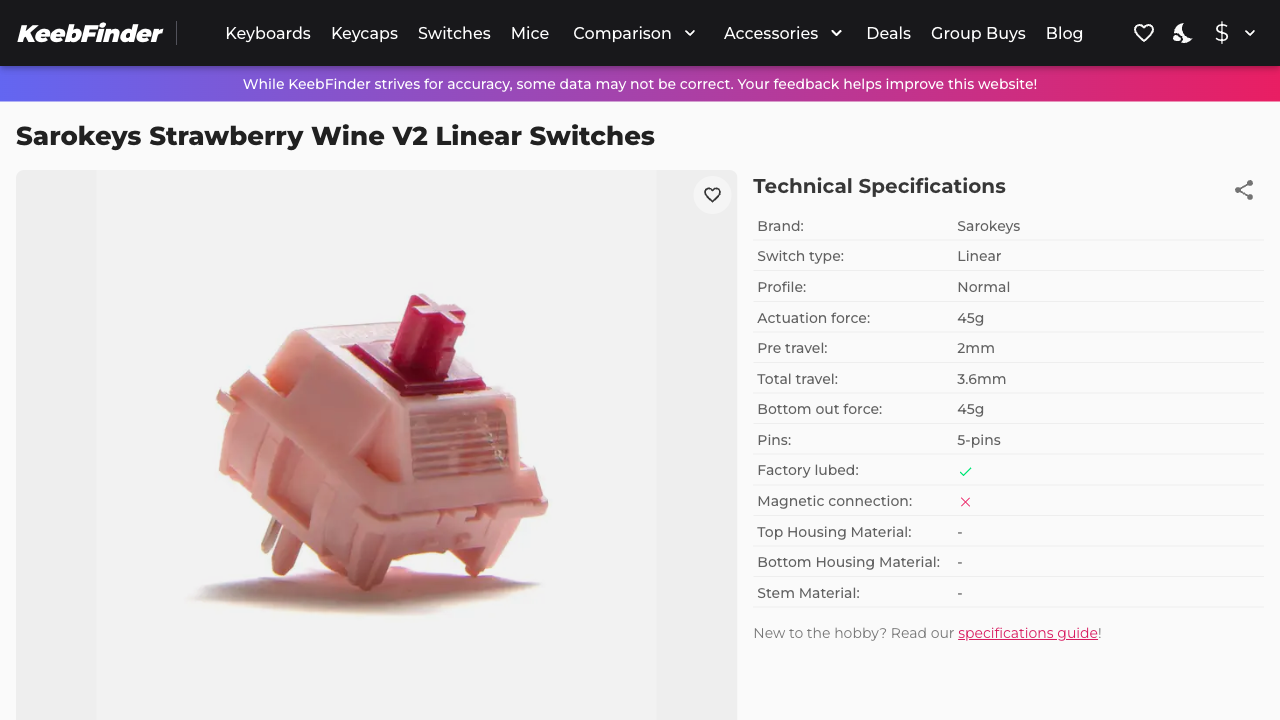 KeebFinder
Keyboards Keycaps Switches Mice Comparison Accessories Deals Group Buys Blog
While KeebFinder strives for accuracy, some data may not be correct. Your feedback helps improve this website!
Sarokeys Strawberry Wine V2 Linear Switches
Technical Specifications
Brand: Sarokeys
Switch type: Linear
Profile: Normal
Actuation force: 45g
Pre travel: 2mm
Total travel: 3.6mm
Bottom out force: 45g
Pins: 5-pins
Factory lubed:
Magnetic connection:
Top Housing Material: -
Bottom Housing Material: -
Stem Material: -
New to the hobby? Read our specifications guide!